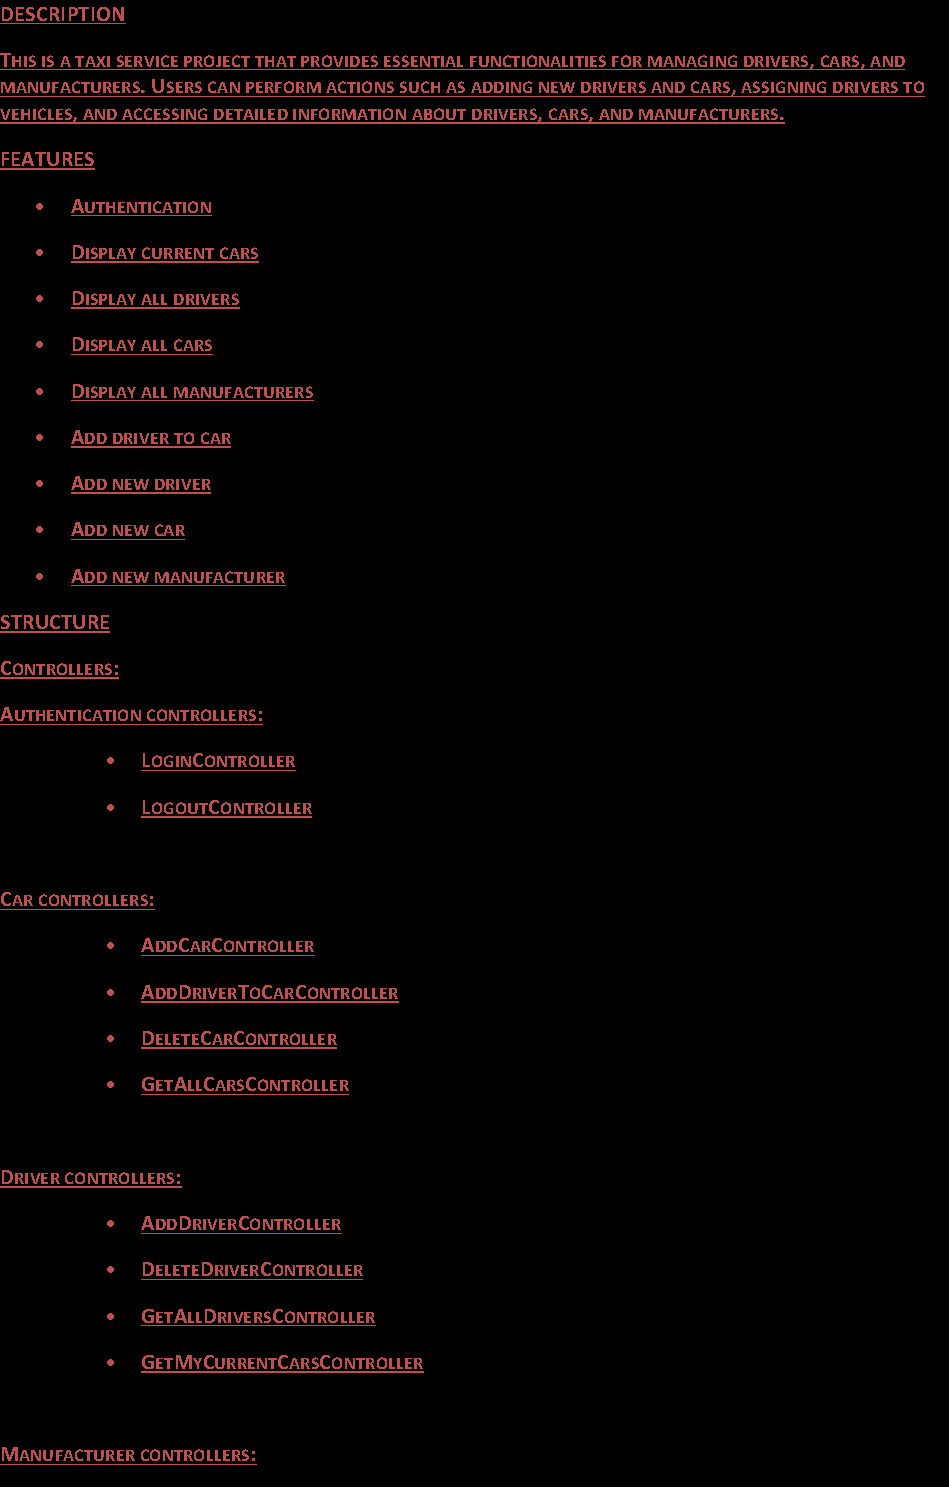 DESCRIPTION
This is a taxi service project that provides essential functionalities for managing drivers, cars, and
manufacturers. Users can perform actions such as adding new drivers and cars, assigning drivers to
vehicles, and accessing detailed information about drivers, cars, and manufacturers.
FEATURES
• Authentication
• Display current cars
• Display all drivers
• Display all cars
• Display all manufacturers
• Add driver to car
• Add new driver
• Add new car
• Add new manufacturer
STRUCTURE
Controllers:
Authentication controllers:
• LoginController
• LogoutController
Car controllers:
• AddCarController
• AddDriverToCarController
• DeleteCarController
• GetAllCarsController
Driver controllers:
• AddDriverController
• DeleteDriverController
• GetAllDriversController
• GetMyCurrentCarsController
Manufacturer controllers: